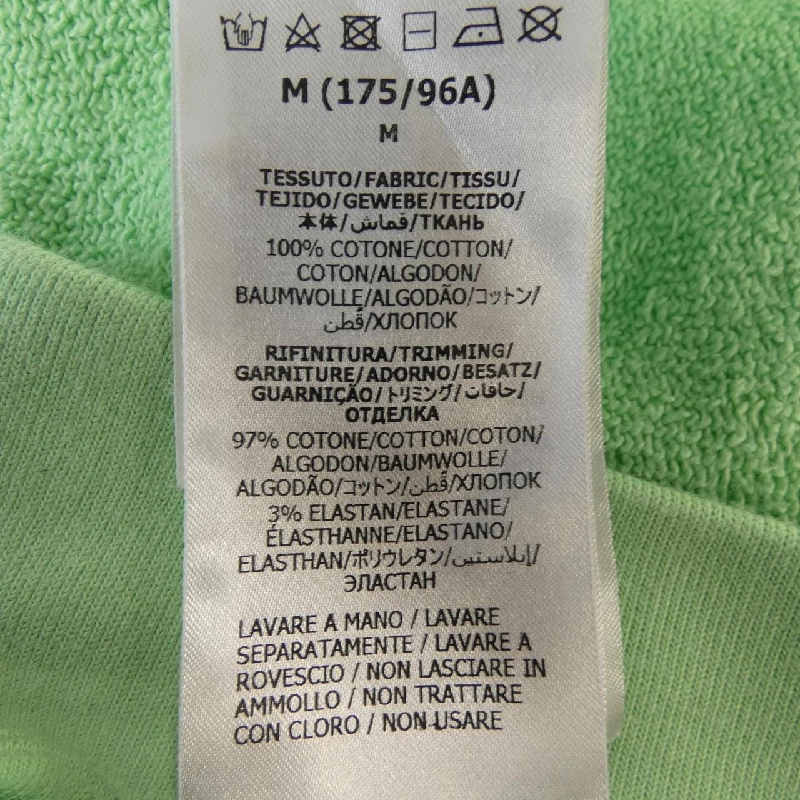 M (175/96A)
M
TESSUTO/FABRIC/TISSU/
TEJIDO/GEWEBE/TECIDO/
本体/قماش/ТКАНЬ
100% COTONE/COTTON/
COTON/ALGODON/
BAUMWOLLE/ALGODÃO/コットン/
قُطن/ХЛОПОК
RIFINITURA/TRIMMING/
GARNITURE/ADORNO/BESATZ/
GUARNIÇÃO/トリミング/حافات/
ОТДЕЛКА
97% COTONE/COTTON/COTON/
ALGODON/BAUMWOLLE/
ALGODÃO/コットン/قُطن/ХЛОПОК
3% ELASTAN/ELASTANE/
ÉLASTHANNE/ELASTANO/
ELASTHAN/ポリウレタン/إيلاستين/
ЭЛАСТАН
LAVARE A MANO / LAVARE
SEPARATAMENTE / LAVARE A
ROVESCIO / NON LASCIARE IN
AMMOLLO / NON TRATTARE
CON CLORO / NON USARE